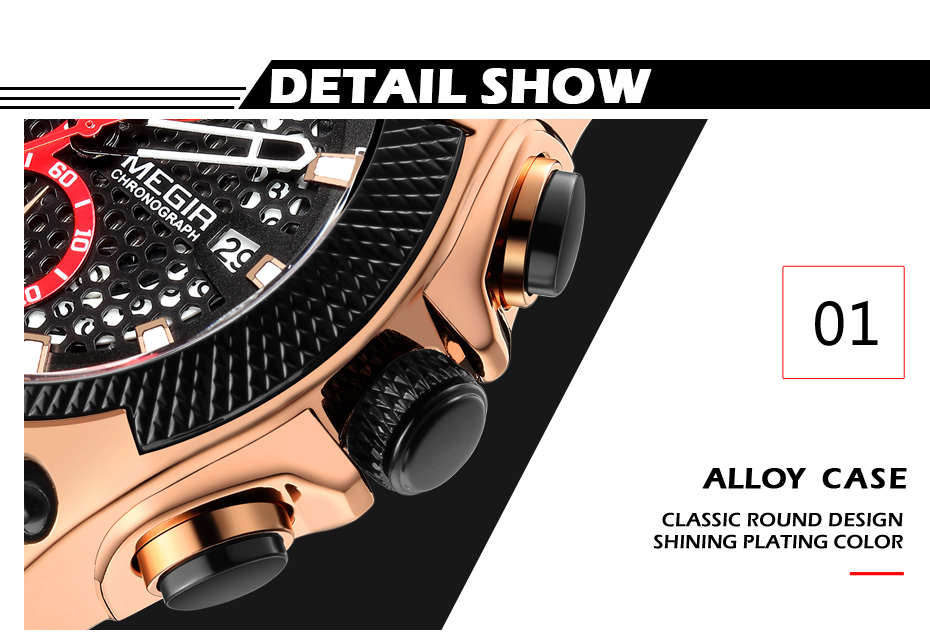 DETAIL SHOW
60
MEGIR
CHRONOGRAPH
29
10
01
ALLOY CASE
CLASSIC ROUND DESIGN
SHINING PLATING COLOR